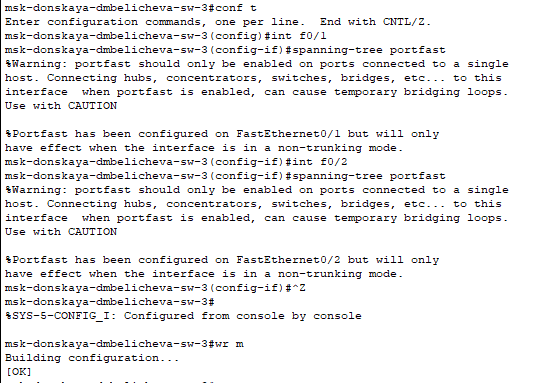 msk-donskaya-dmbelicheva-sw-3#conf t
Enter configuration commands, one per line.  End with CNTL/Z.
msk-donskaya-dmbelicheva-sw-3(config)#int f0/1
msk-donskaya-dmbelicheva-sw-3(config-if)#spanning-tree portfast
%Warning: portfast should only be enabled on ports connected to a single
host. Connecting hubs, concentrators, switches, bridges, etc... to this
interface  when portfast is enabled, can cause temporary bridging loops.
Use with CAUTION

%Portfast has been configured on FastEthernet0/1 but will only
have effect when the interface is in a non-trunking mode.
msk-donskaya-dmbelicheva-sw-3(config-if)#int f0/2
msk-donskaya-dmbelicheva-sw-3(config-if)#spanning-tree portfast
%Warning: portfast should only be enabled on ports connected to a single
host. Connecting hubs, concentrators, switches, bridges, etc... to this
interface  when portfast is enabled, can cause temporary bridging loops.
Use with CAUTION

%Portfast has been configured on FastEthernet0/2 but will only
have effect when the interface is in a non-trunking mode.
msk-donskaya-dmbelicheva-sw-3(config-if)#^Z
msk-donskaya-dmbelicheva-sw-3#
%SYS-5-CONFIG_I: Configured from console by console

msk-donskaya-dmbelicheva-sw-3#wr m
Building configuration...
[OK]